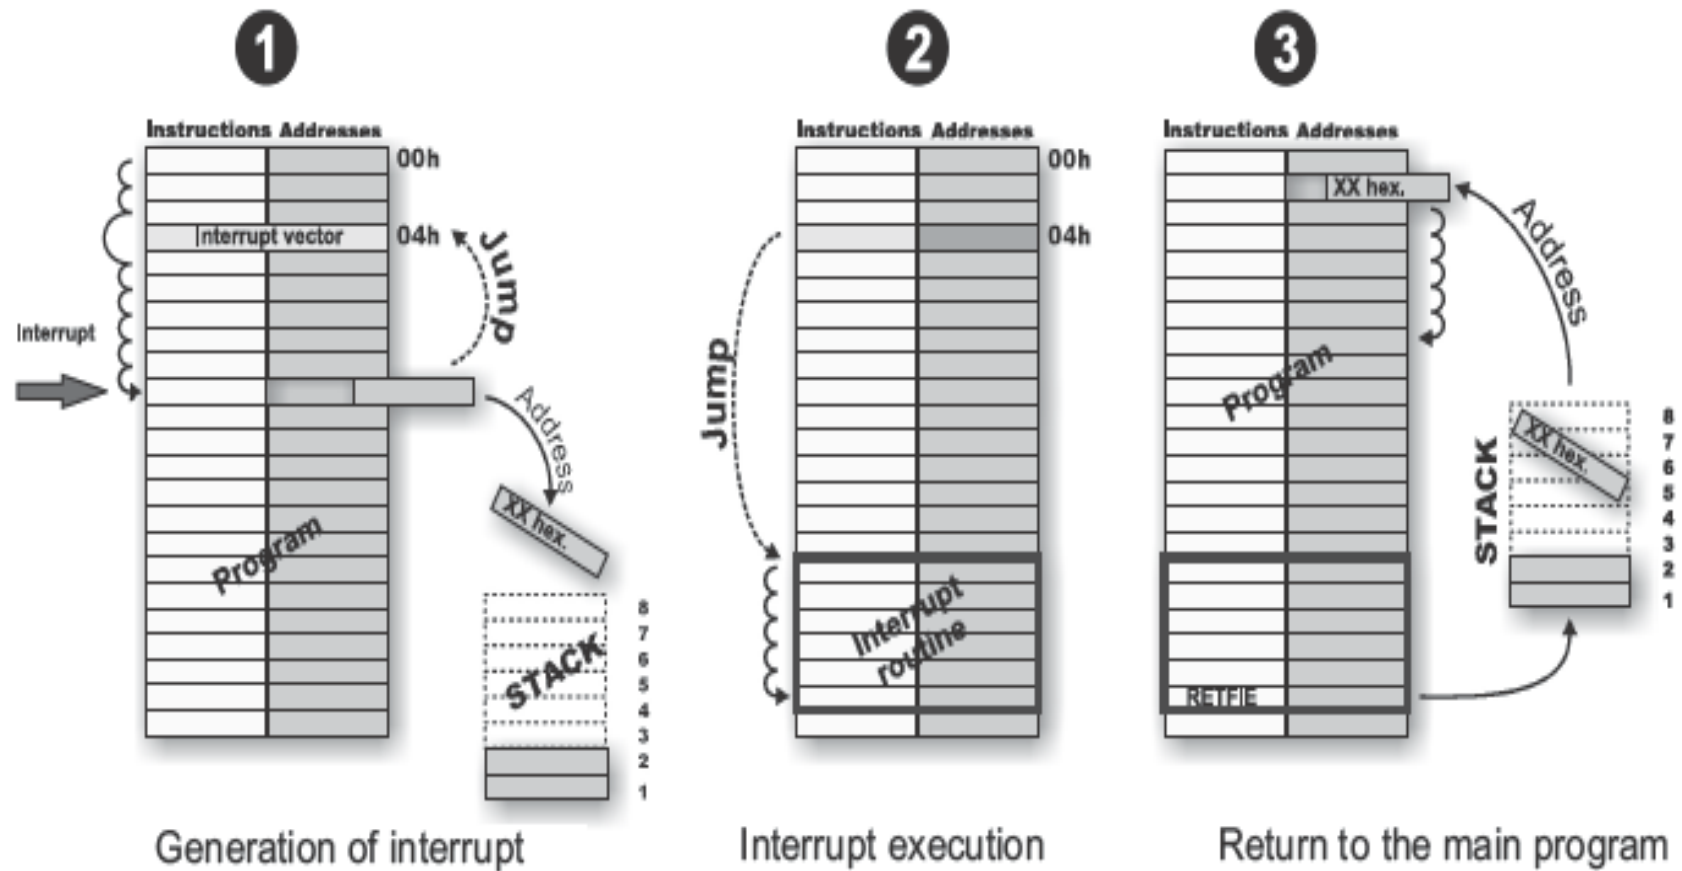 1
Instructions Addresses
00h
Interrupt vector
04h
Jump
Interrupt
Address
XX hex.
Program
STACK
8
7
6
5
4
3
2
1
Generation of interrupt
2
Instructions Addresses
00h
04h
Jump
Interrupt
routine
Interrupt execution
3
Instructions Addresses
XX hex.
Address
Program
STACK
XX hex.
8
7
6
5
4
3
2
1
RETFIE
Return to the main program